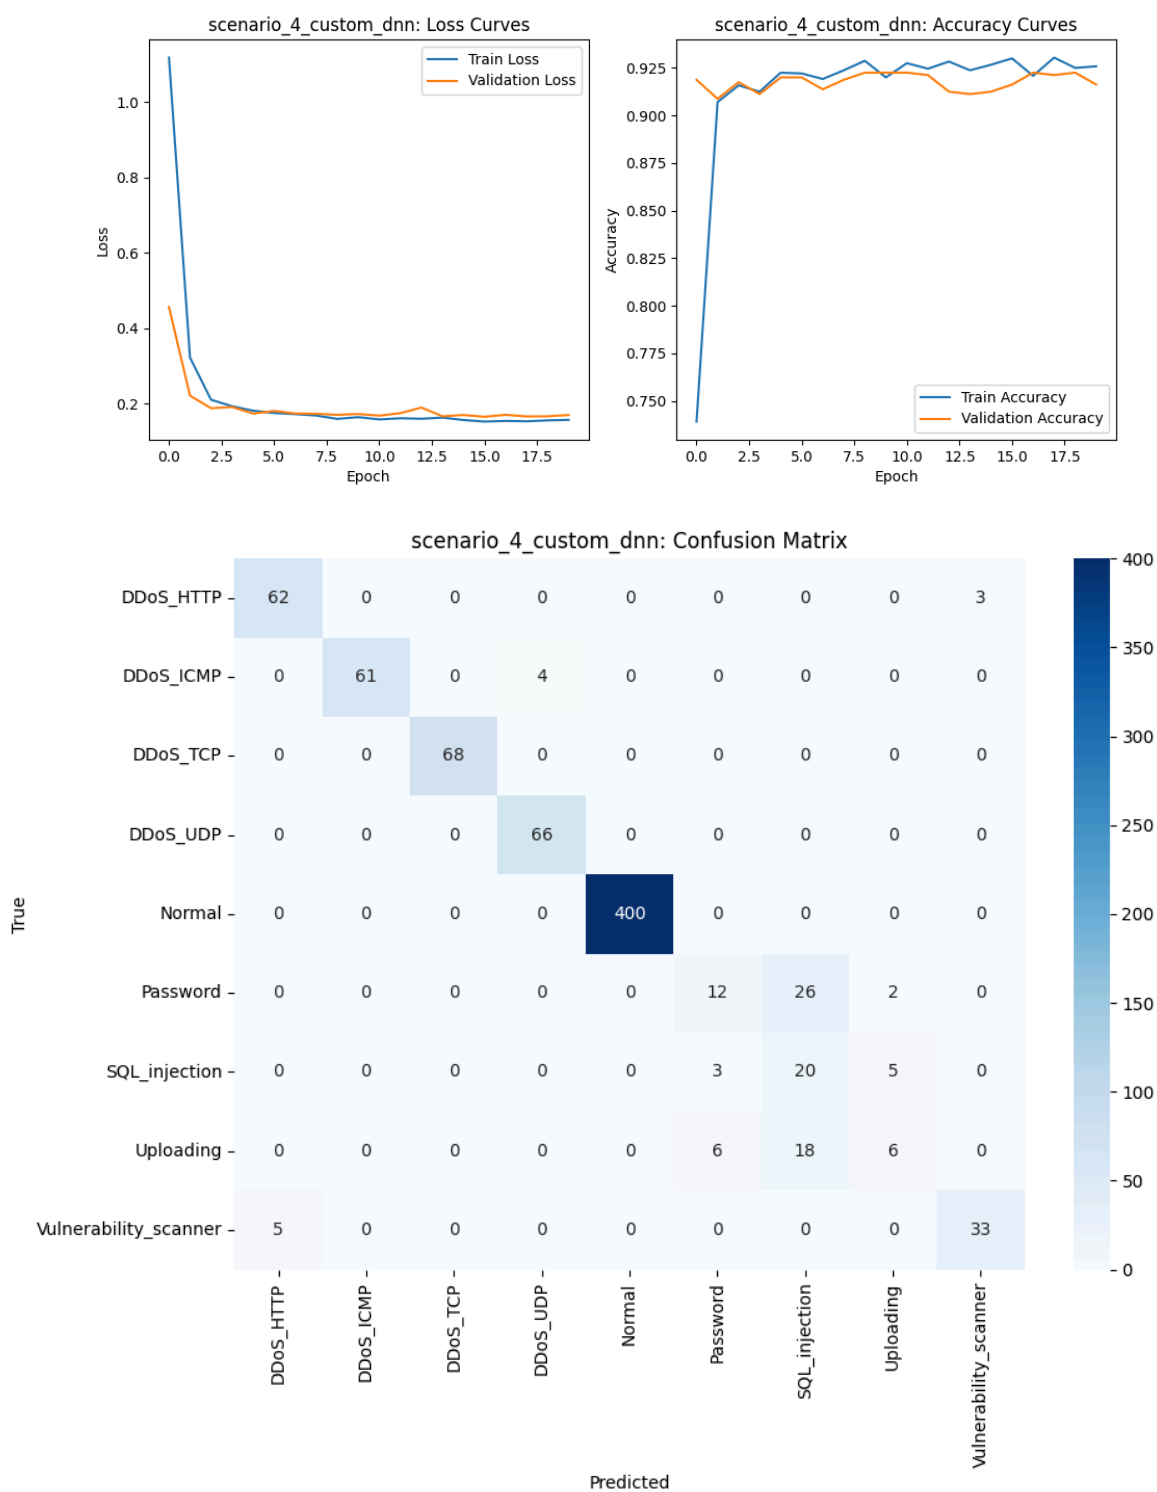 scenario_4_custom_dnn: Loss Curves
Train Loss
Validation Loss
1.0
0.8
0.6
0.4
0.2
Loss
0.0 2.5 5.0 7.5 10.0 12.5 15.0 17.5
Epoch
scenario_4_custom_dnn: Accuracy Curves
0.925
0.900
0.875
0.850
0.825
0.800
0.775
0.750
Accuracy
Train Accuracy
Validation Accuracy
0.0 2.5 5.0 7.5 10.0 12.5 15.0 17.5
Epoch
scenario_4_custom_dnn: Confusion Matrix
True
DDoS_HTTP 62 0 0 0 0 0 0 0 3
DDoS_ICMP 0 61 0 4 0 0 0 0 0
DDoS_TCP 0 0 68 0 0 0 0 0 0
DDoS_UDP 0 0 0 66 0 0 0 0 0
Normal 0 0 0 0 400 0 0 0 0
Password 0 0 0 0 0 12 26 2 0
SQL_injection 0 0 0 0 0 3 20 5 0
Uploading 0 0 0 0 0 6 18 6 0
Vulnerability_scanner 5 0 0 0 0 0 0 0 33
DDoS_HTTP
DDoS_ICMP
DDoS_TCP
DDoS_UDP
Normal
Password
SQL_injection
Uploading
Vulnerability_scanner
Predicted
400
350
300
250
200
150
100
50
0